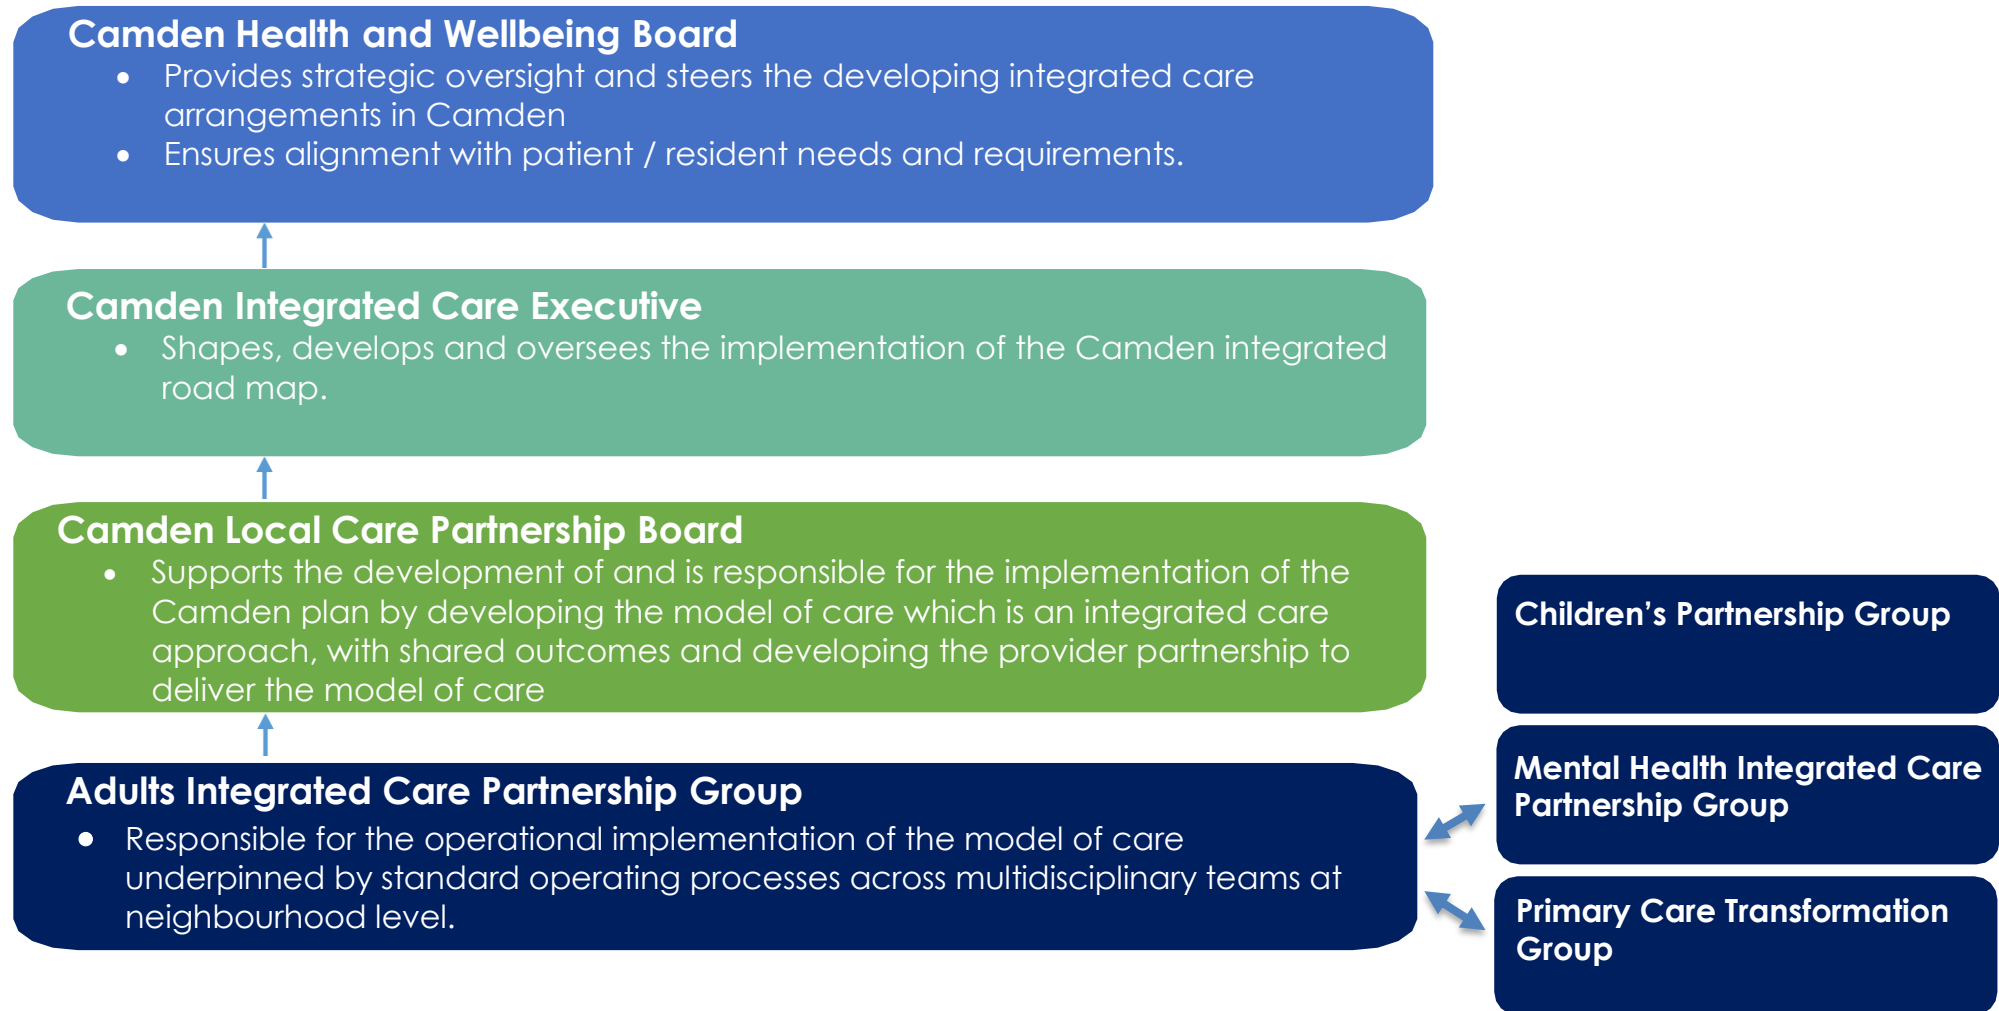 Camden Health and Wellbeing Board
• Provides strategic oversight and steers the developing integrated care
arrangements in Camden
• Ensures alignment with patient / resident needs and requirements.
Camden Integrated Care Executive
• Shapes, develops and oversees the implementation of the Camden integrated
road map.
Camden Local Care Partnership Board
• Supports the development of and is responsible for the implementation of the
Camden plan by developing the model of care which is an integrated care
approach, with shared outcomes and developing the provider partnership to
deliver the model of care
Adults Integrated Care Partnership Group
• Responsible for the operational implementation of the model of care
underpinned by standard operating processes across multidisciplinary teams at
neighbourhood level.
Children’s Partnership Group
Mental Health Integrated Care
Partnership Group
Primary Care Transformation
Group